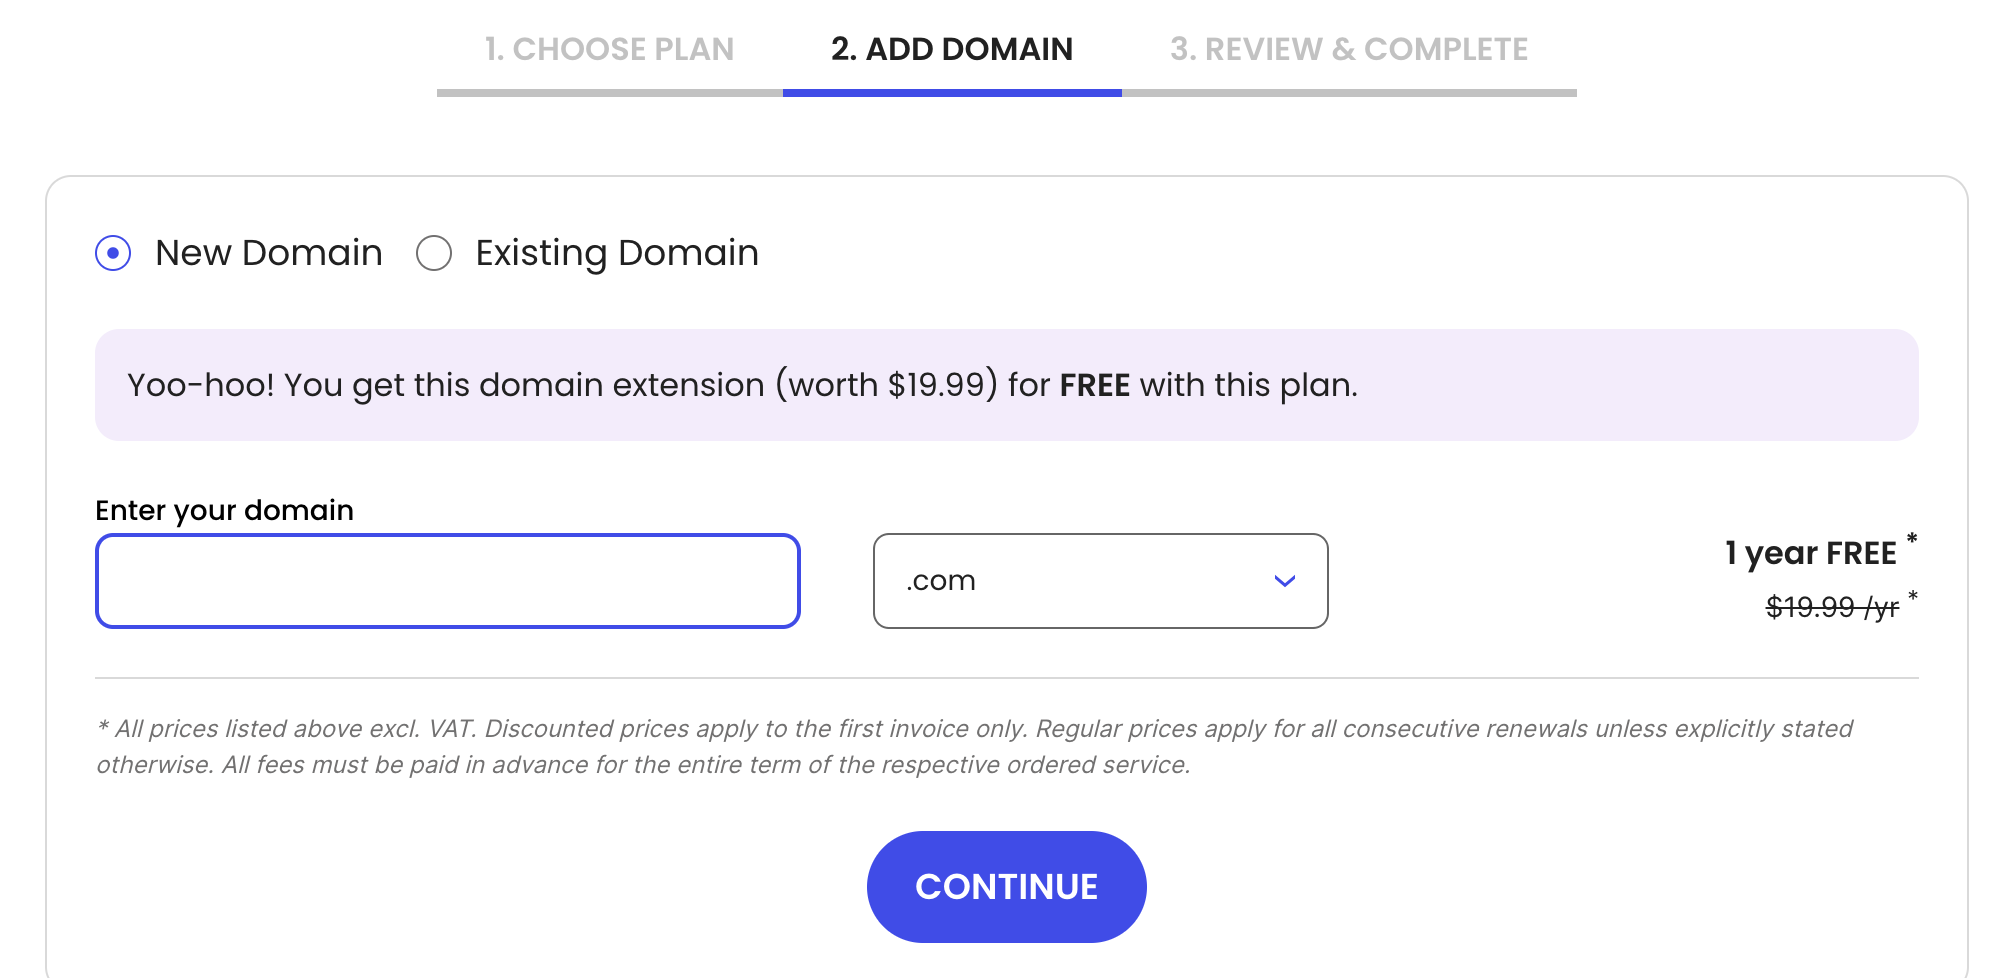 1. CHOOSE PLAN 2. ADD DOMAIN 3. REVIEW & COMPLETE
New Domain Existing Domain
Yoo-hoo! You get this domain extension (worth $19.99) for FREE with this plan.
Enter your domain
.com
1 year FREE *
$19.99 /yr *
* All prices listed above excl. VAT. Discounted prices apply to the first invoice only. Regular prices apply for all consecutive renewals unless explicitly stated
otherwise. All fees must be paid in advance for the entire term of the respective ordered service.
CONTINUE